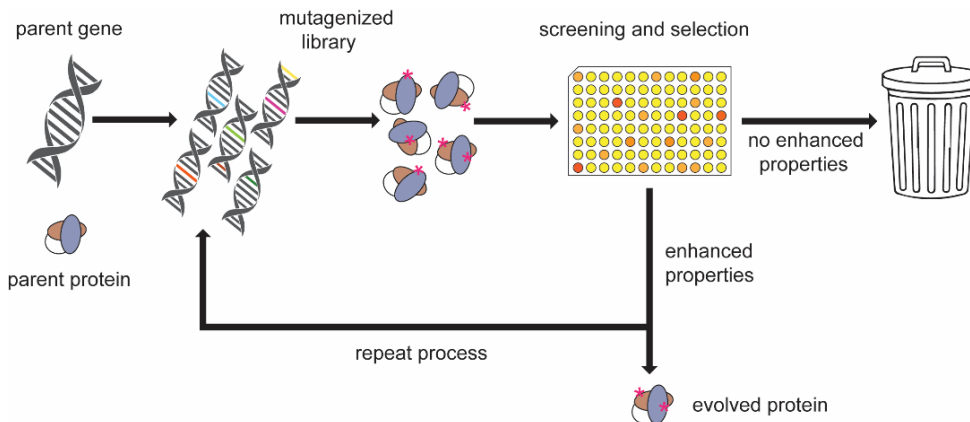 parent gene
mutagenized
library
screening and selection
no enhanced
properties
parent protein
enhanced
properties
repeat process
evolved protein